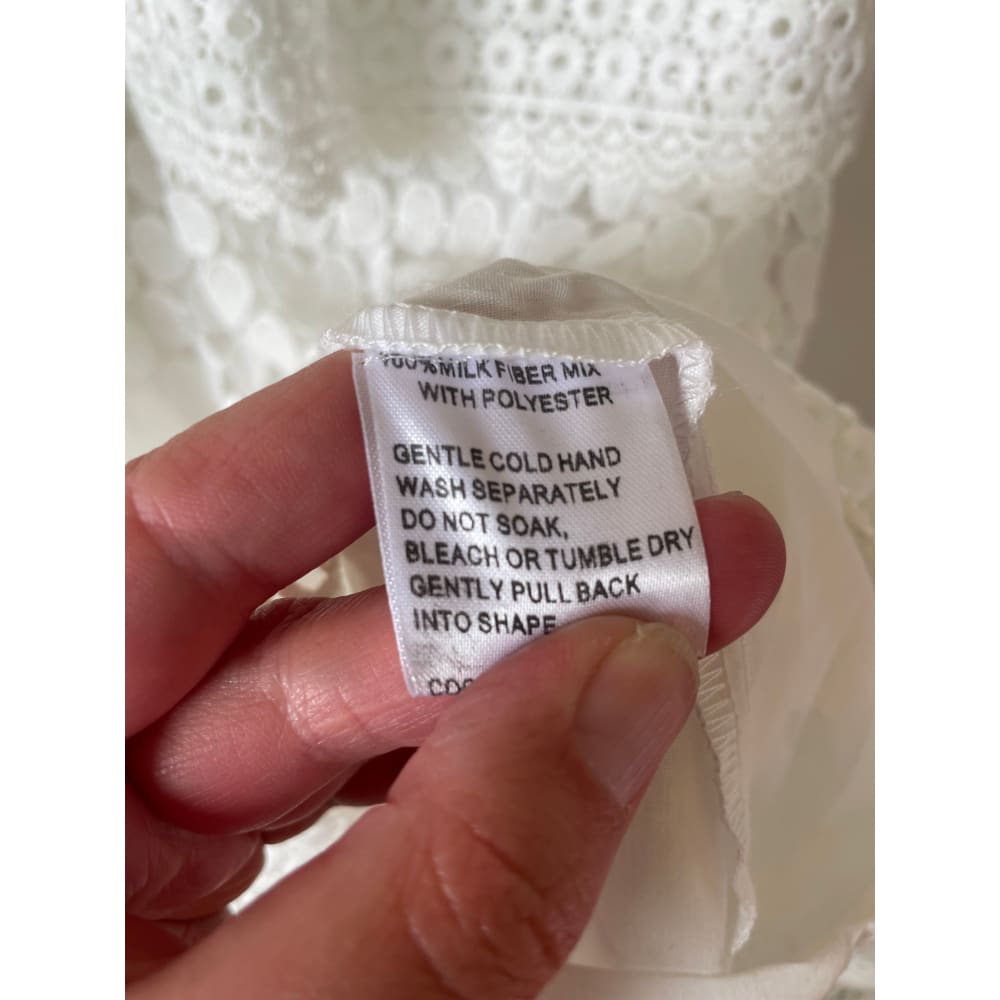 100%MILK FIBER MIX
WITH POLYESTER
GENTLE COLD HAND
WASH SEPARATELY
DO NOT SOAK,
BLEACH OR TUMBLE DRY
GENTLY PULL BACK
INTO SHAPE